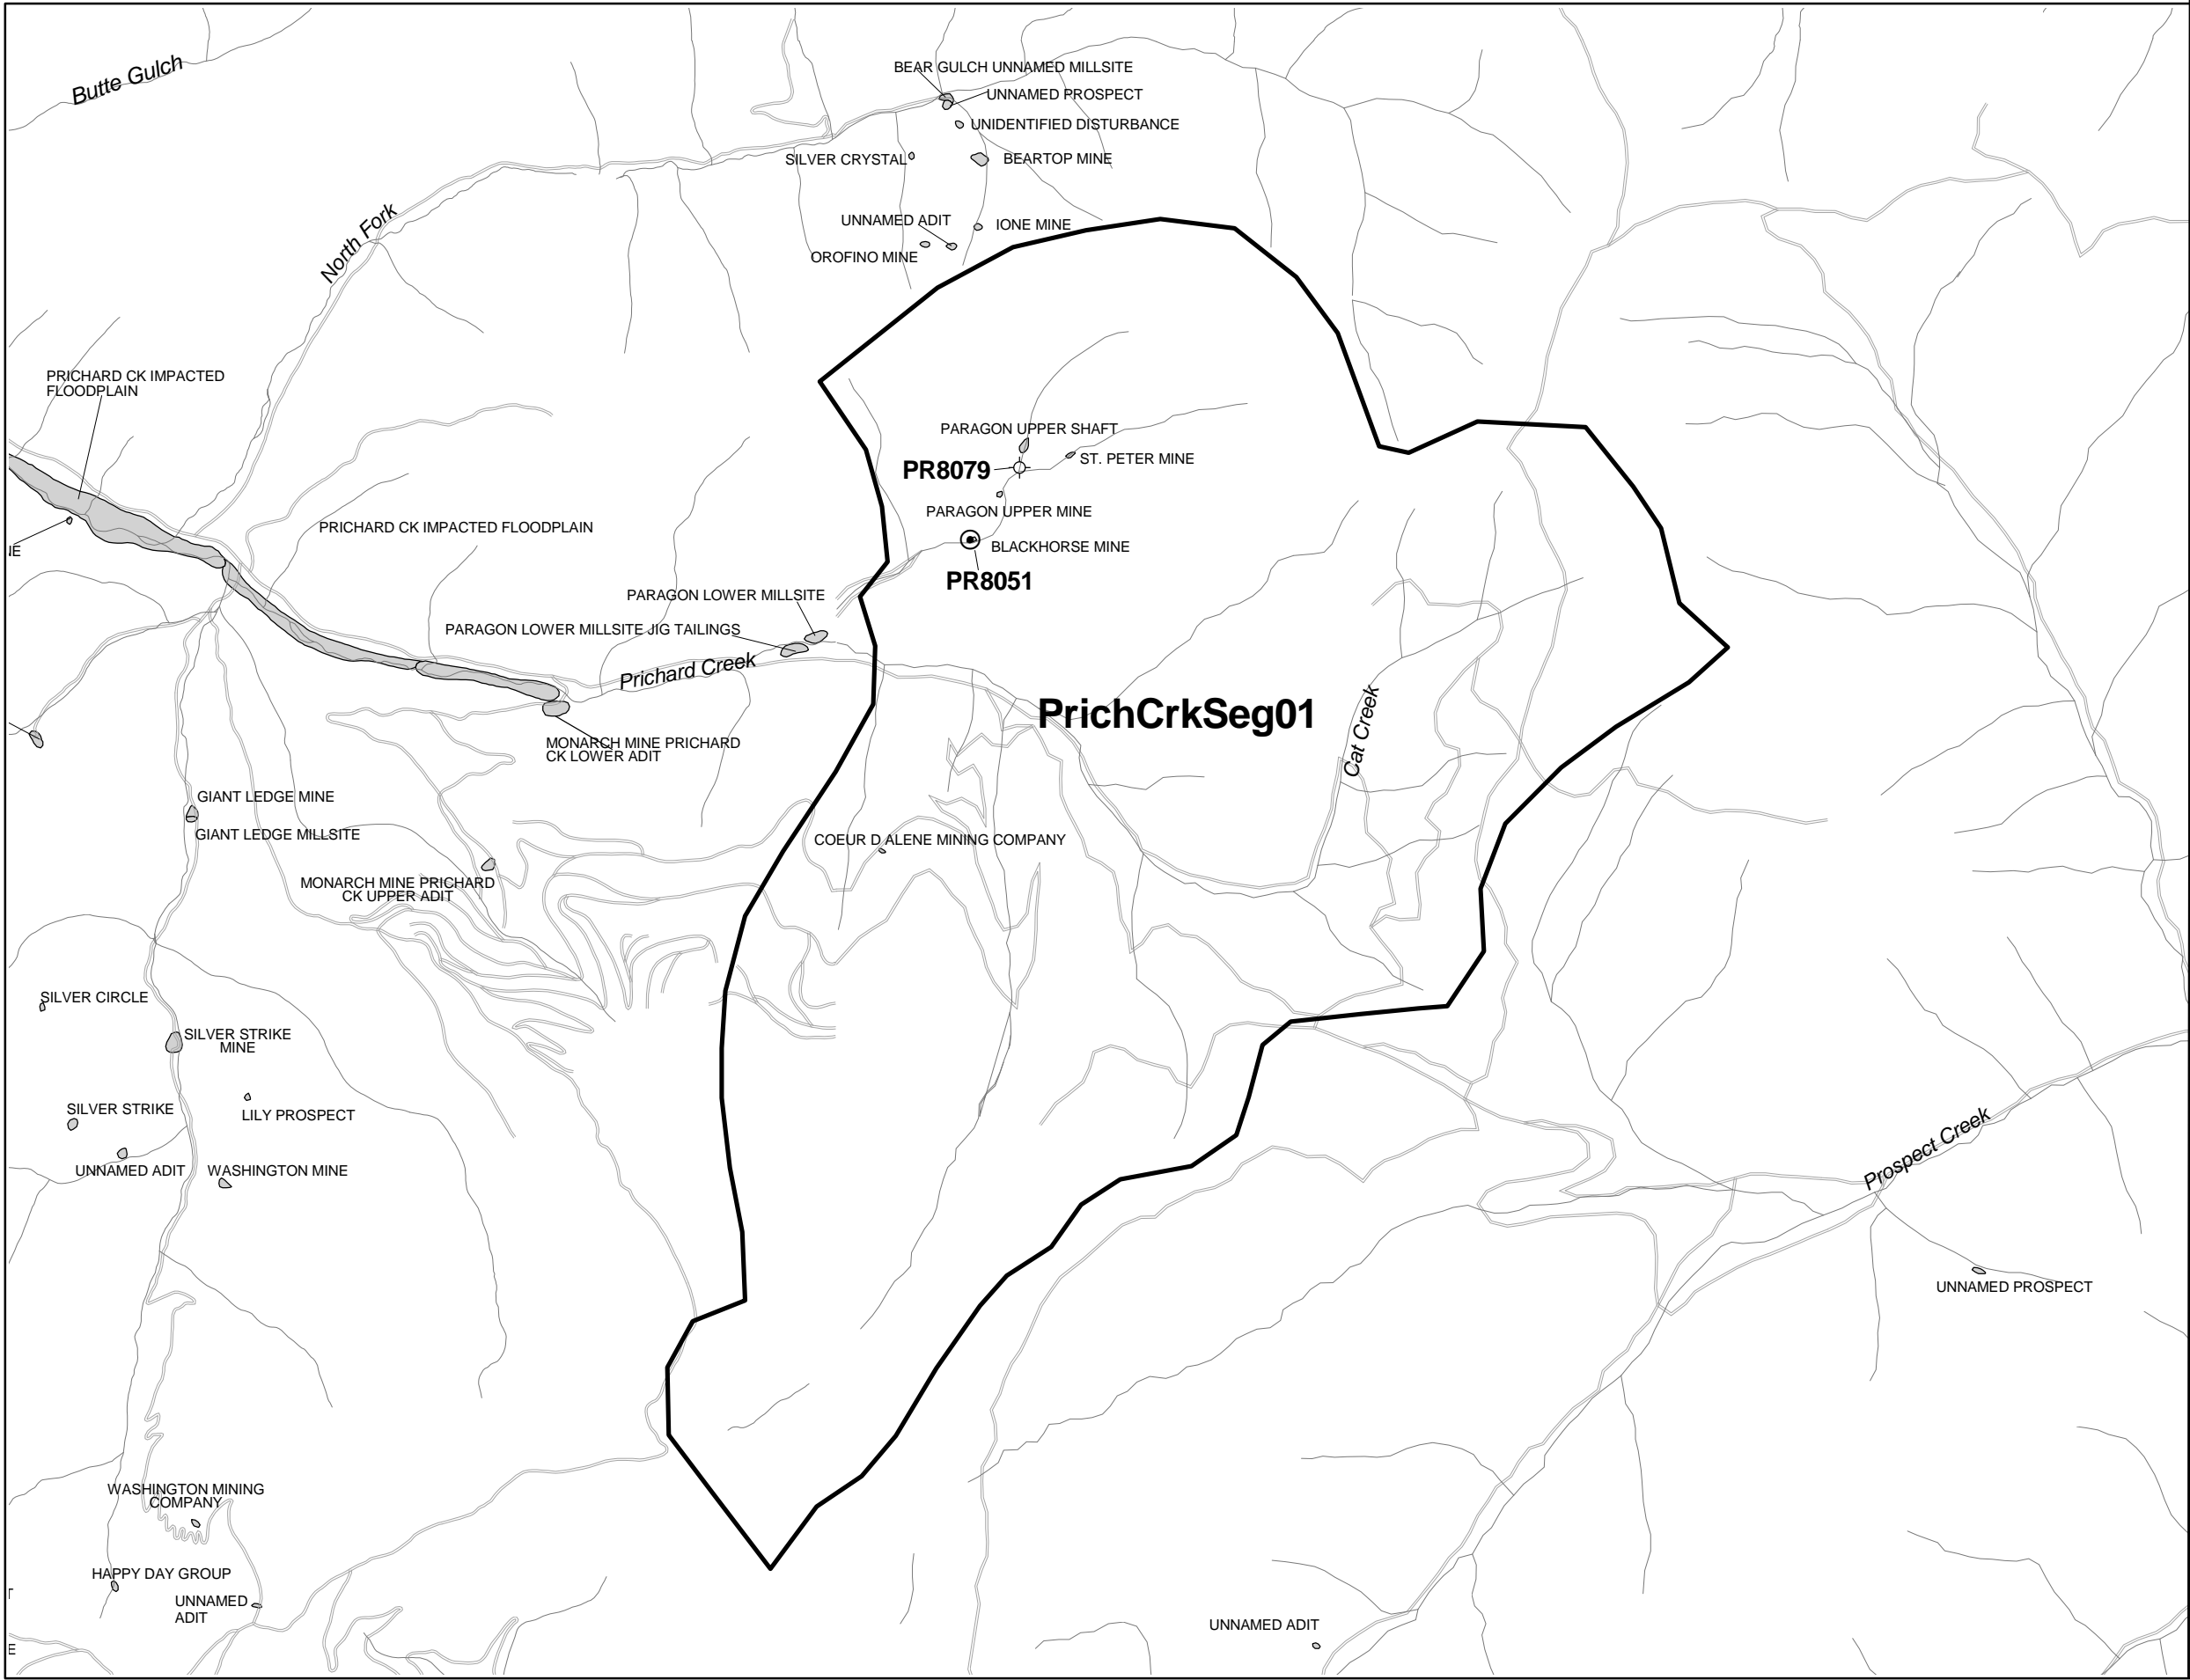 Butte Gulch
BEAR GULCH UNNAMED MILLSITE
UNNAMED PROSPECT
UNIDENTIFIED DISTURBANCE
SILVER CRYSTAL
BEARTOP MINE
North Fork
UNNAMED ADIT
IONE MINE
OROFINO MINE
PRICHARD CK IMPACTED
FLOODPLAIN
PARAGON UPPER SHAFT
PR8079
ST. PETER MINE
PARAGON UPPER MINE
PRICHARD CK IMPACTED FLOODPLAIN
BLACKHORSE MINE
PR8051
PARAGON LOWER MILLSITE
PARAGON LOWER MILLSITE JIG TAILINGS
Prichard Creek
PrichCrkSeg01
Cat Creek
MONARCH MINE PRICHARD
CK LOWER ADIT
GIANT LEDGE MINE
GIANT LEDGE MILLSITE
COEUR D ALENE MINING COMPANY
MONARCH MINE PRICHARD
CK UPPER ADIT
SILVER CIRCLE
SILVER STRIKE
MINE
SILVER STRIKE
LILY PROSPECT
UNNAMED ADIT
WASHINGTON MINE
Prospect Creek
UNNAMED PROSPECT
WASHINGTON MINING
COMPANY
HAPPY DAY GROUP
UNNAMED
ADIT
UNNAMED ADIT